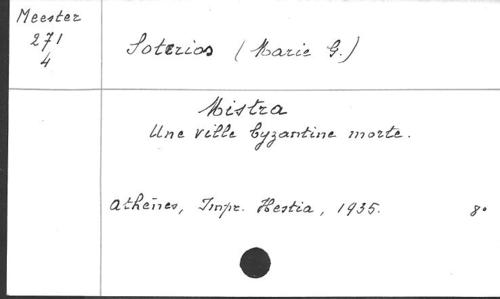 Meester
271
4
Soterios (Marie G.)
Mistra
Une ville byzantine morte.
Athènes, Impr. Hestia, 1935. 8°